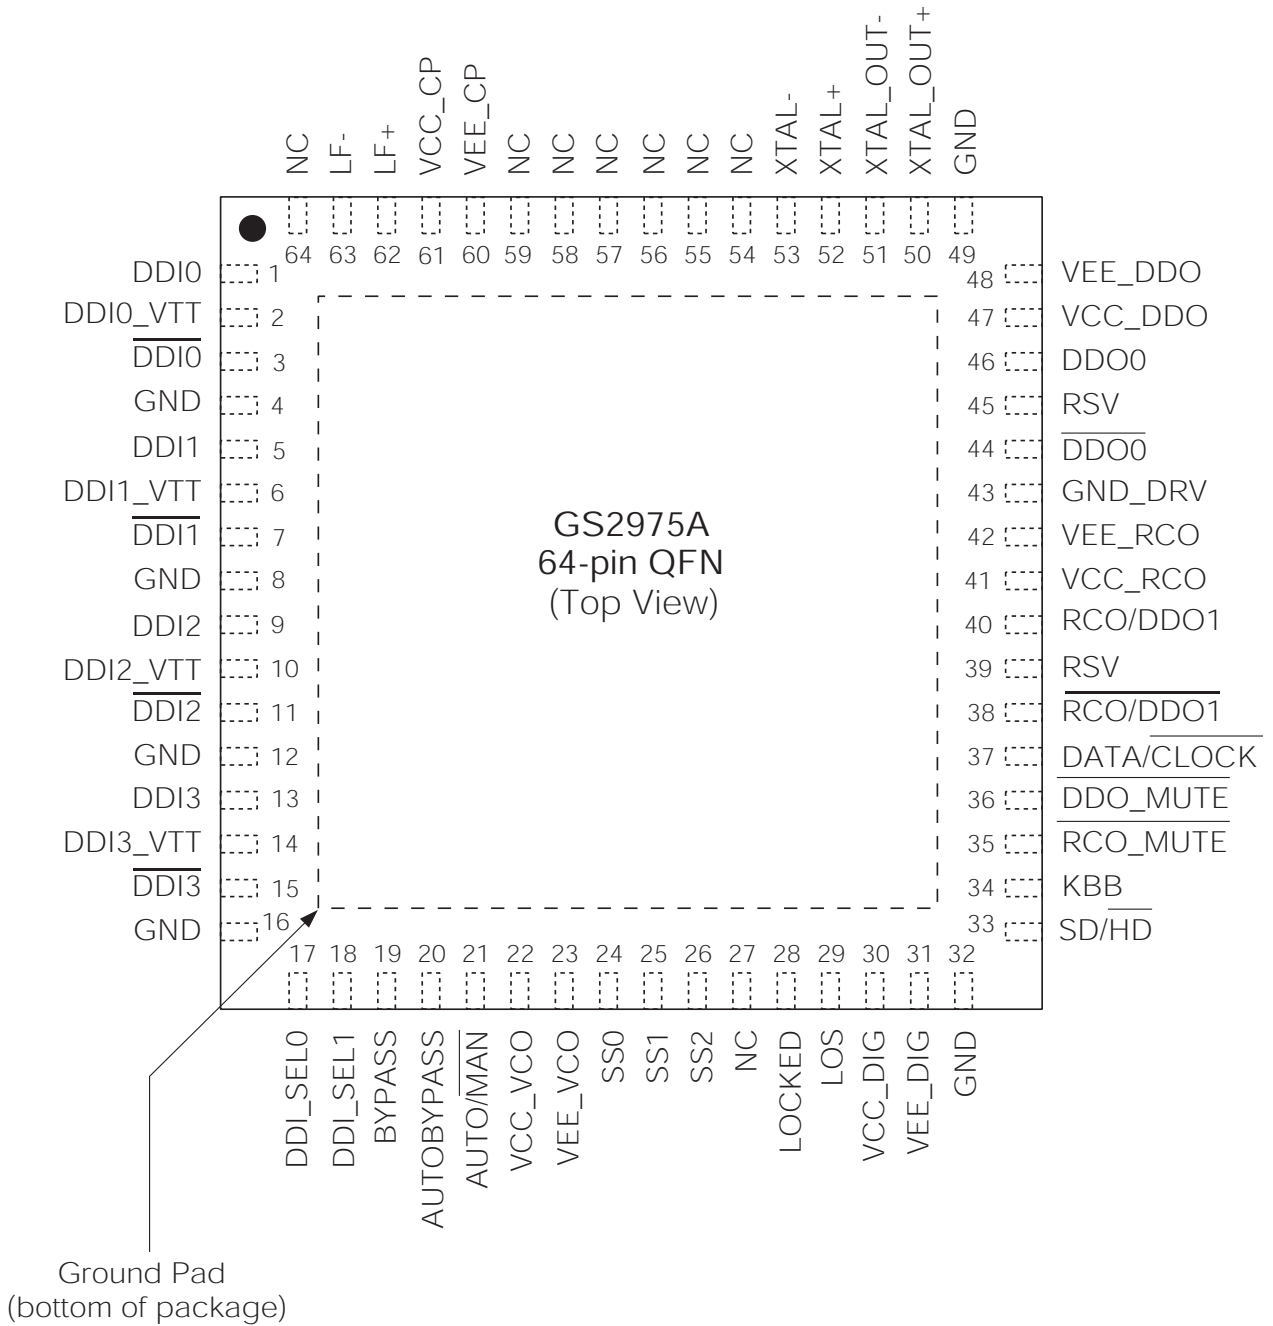 NC
LF-
LF+
VCC_CP
VEE_CP
NC
NC
NC
NC
NC
NC
XTAL-
XTAL+
XTAL_OUT-
XTAL_OUT+
GND
64 63 62 61 60 59 58 57 56 55 54 53 52 51 50 49
DDI0 1
DDI0_VTT 2
DDI0 3
GND 4
DDI1 5
DDI1_VTT 6
DDI1 7
GND 8
DDI2 9
DDI2_VTT 10
DDI2 11
GND 12
DDI3 13
DDI3_VTT 14
DDI3 15
GND 16
GS2975A
64-pin QFN
(Top View)
48 VEE_DDO
47 VCC_DDO
46 DDO0
45 RSV
44 DDO0
43 GND_DRV
42 VEE_RCO
41 VCC_RCO
40 RCO/DDO1
39 RSV
38 RCO/DDO1
37 DATA/CLOCK
36 DDO_MUTE
35 RCO_MUTE
34 KBB
33 SD/HD
17 18 19 20 21 22 23 24 25 26 27 28 29 30 31 32
DDI_SEL0
DDI_SEL1
BYPASS
AUTOBYPASS
AUTO/MAN
VCC_VCO
VEE_VCO
SS0
SS1
SS2
NC
LOCKED
LOS
VCC_DIG
VEE_DIG
GND
Ground Pad
(bottom of package)